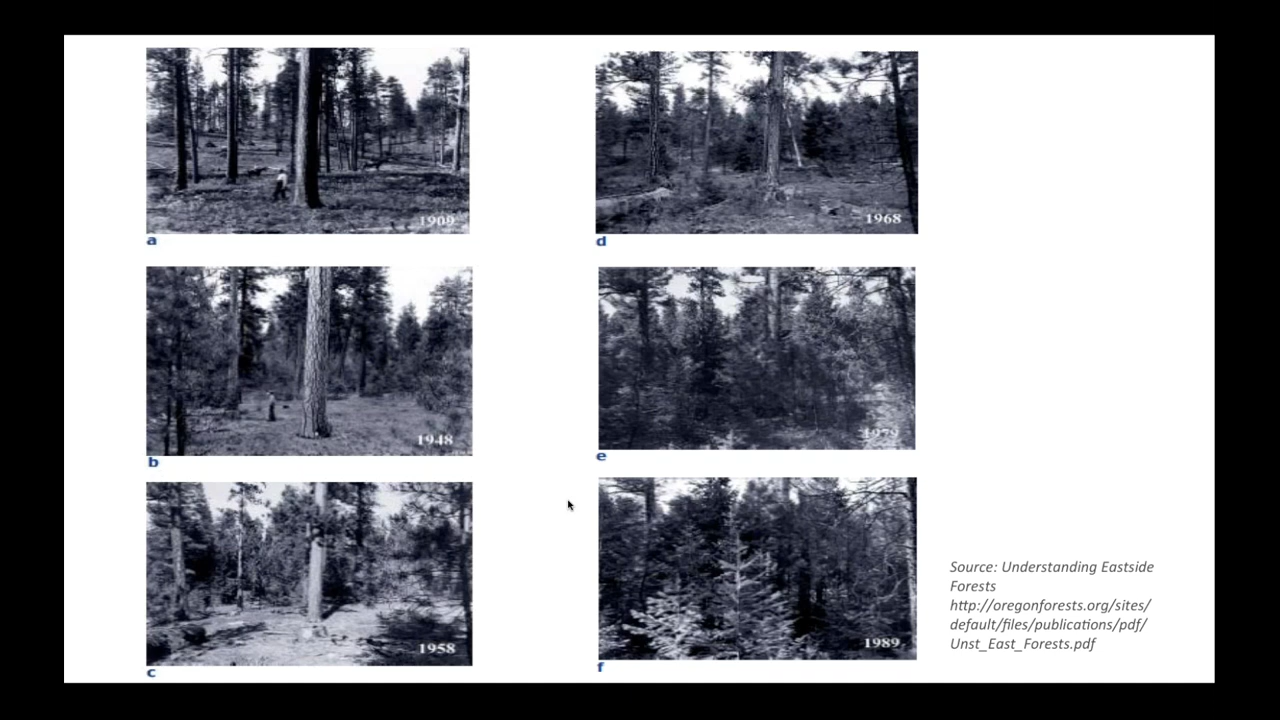 1909
a
1948
b
1958
c
1968
d
1979
e
1989
f
Source: Understanding Eastside
Forests
http://oregonforests.org/sites/
default/files/publications/pdf/
Unst_East_Forests.pdf